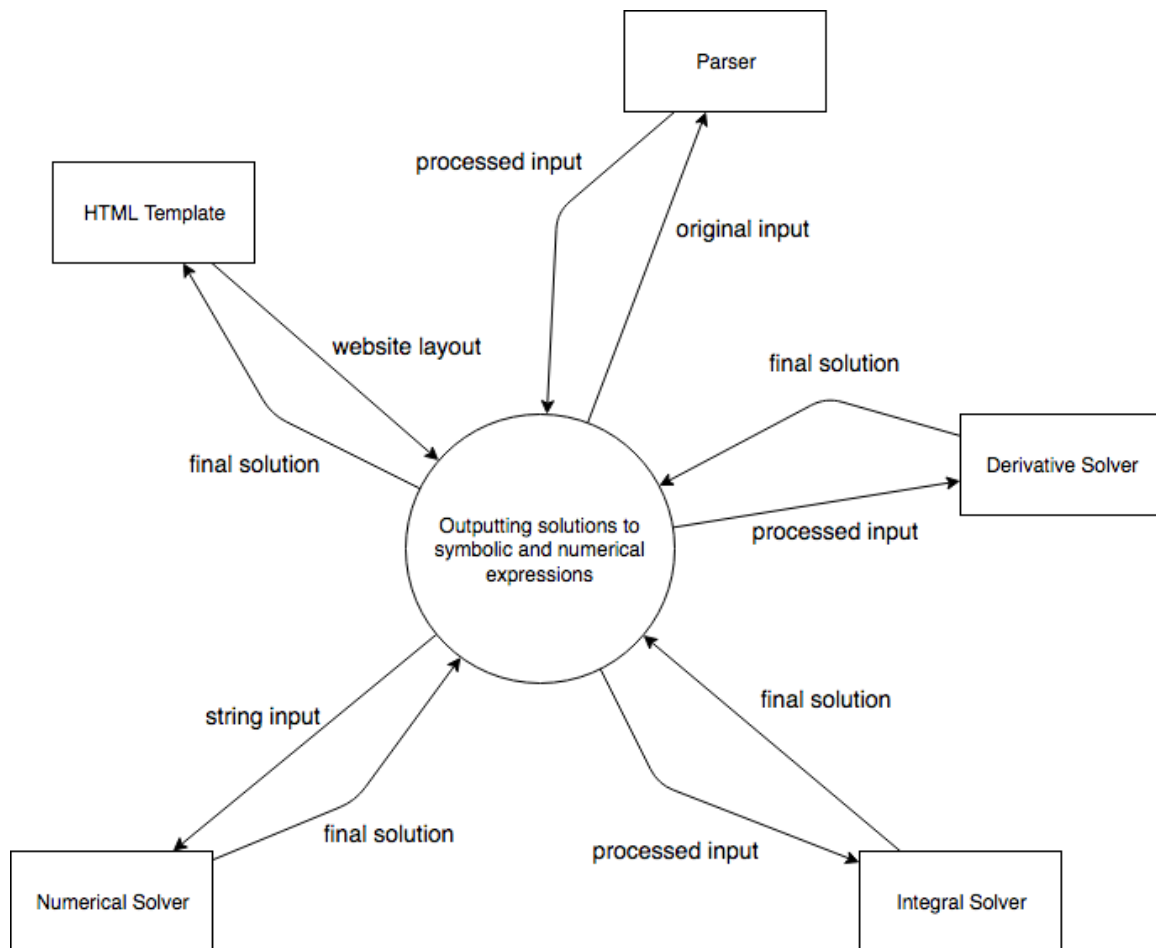 Parser
processed input
HTML Template
original input
website layout
final solution
final solution
Derivative Solver
Outputting solutions to
symbolic and numerical
expressions
processed input
final solution
string input
final solution
processed input
Numerical Solver
Integral Solver